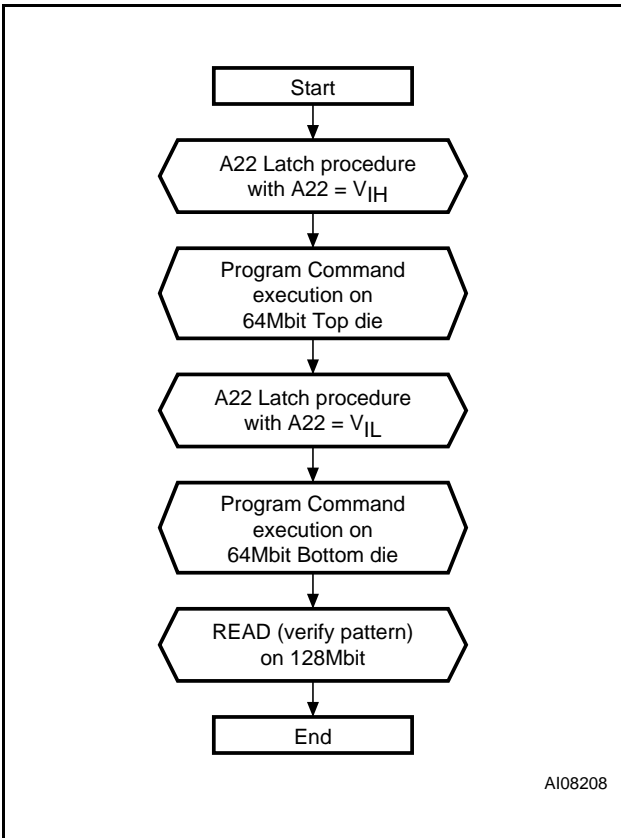 Start
A22 Latch procedure
with A22 = VIH
Program Command
execution on
64Mbit Top die
A22 Latch procedure
with A22 = VIL
Program Command
execution on
64Mbit Bottom die
READ (verify pattern)
on 128Mbit
End
AI08208